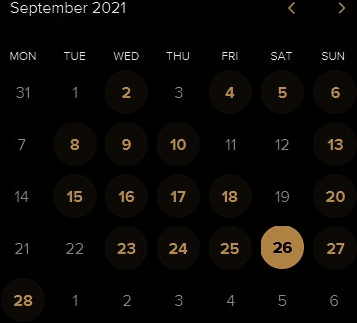 September 2021
MON TUE WED THU FRI SAT SUN
31 1 2 3 4 5 6
7 8 9 10 11 12 13
14 15 16 17 18 19 20
21 22 23 24 25 26 27
28 1 2 3 4 5 6